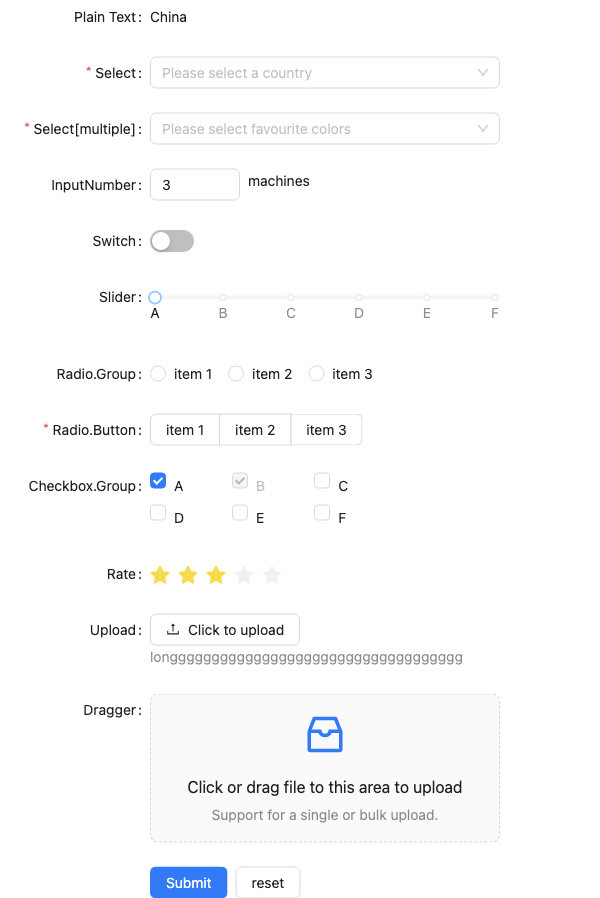 Plain Text: China
* Select: Please select a country
* Select[multiple]: Please select favourite colors
InputNumber: 3 machines
Switch:
Slider:
A B C D E F
Radio.Group: item 1 item 2 item 3
* Radio.Button: item 1 item 2 item 3
Checkbox.Group: A B C
D E F
Rate:
Upload: Click to upload
longggggggggggggggggggggggggggggggggggg
Dragger:
Click or drag file to this area to upload
Support for a single or bulk upload.
Submit reset